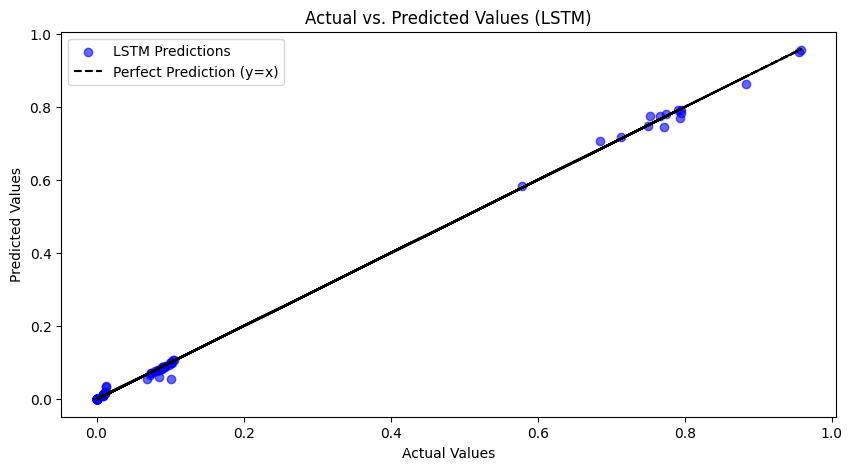 Actual vs. Predicted Values (LSTM)
LSTM Predictions
Perfect Prediction (y=x)
Predicted Values
1.0
0.8
0.6
0.4
0.2
0.0
0.0 0.2 0.4 0.6 0.8 1.0
Actual Values